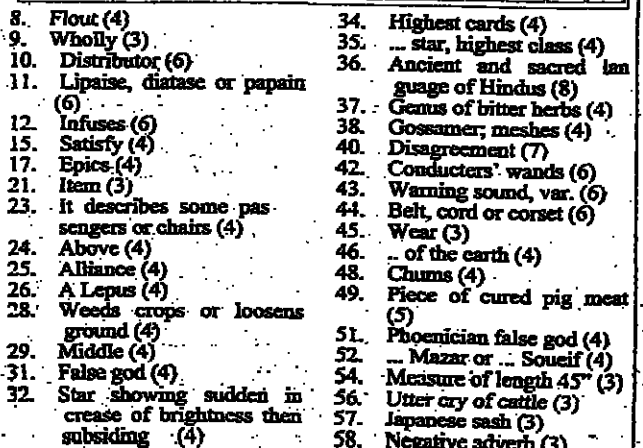 8. Flout (4)
9. Wholly (3)
10. Distributor (6)
11. Lipaise, diatase or papain
(6)
12. Infuses (6)
15. Satisfy (4)
17. Epics (4)
21. Item (3)
23. It describes some pas
sengers or chairs (4)
24. Above (4)
25. Alliance (4)
26. A Lepus (4)
28. Weeds crops or loosens
ground (4)
29. Middle (4)
31. False god (4)
32. Star showing sudden in
crease of brightness then
subsiding (4)
34. Highest cards (4)
35. ... star, highest class (4)
36. Ancient and sacred lan
guage of Hindus (8)
37. Genus of bitter herbs (4)
38. Gossamer; meshes (4)
40. Disagreement (7)
42. Conducters' wands (6)
43. Warning sound, var. (6)
44. Belt, cord or corset (6)
45. Wear (3)
46. .. of the earth (4)
48. Chums (4)
49. Piece of cured pig meat
(5)
51. Phoenician false god (4)
52. ... Mazar or ... Soueif (4)
54. Measure of length 45" (3)
56. Utter cry of cattle (3)
57. Japanese sash (3)
58. Negative adverb (3)